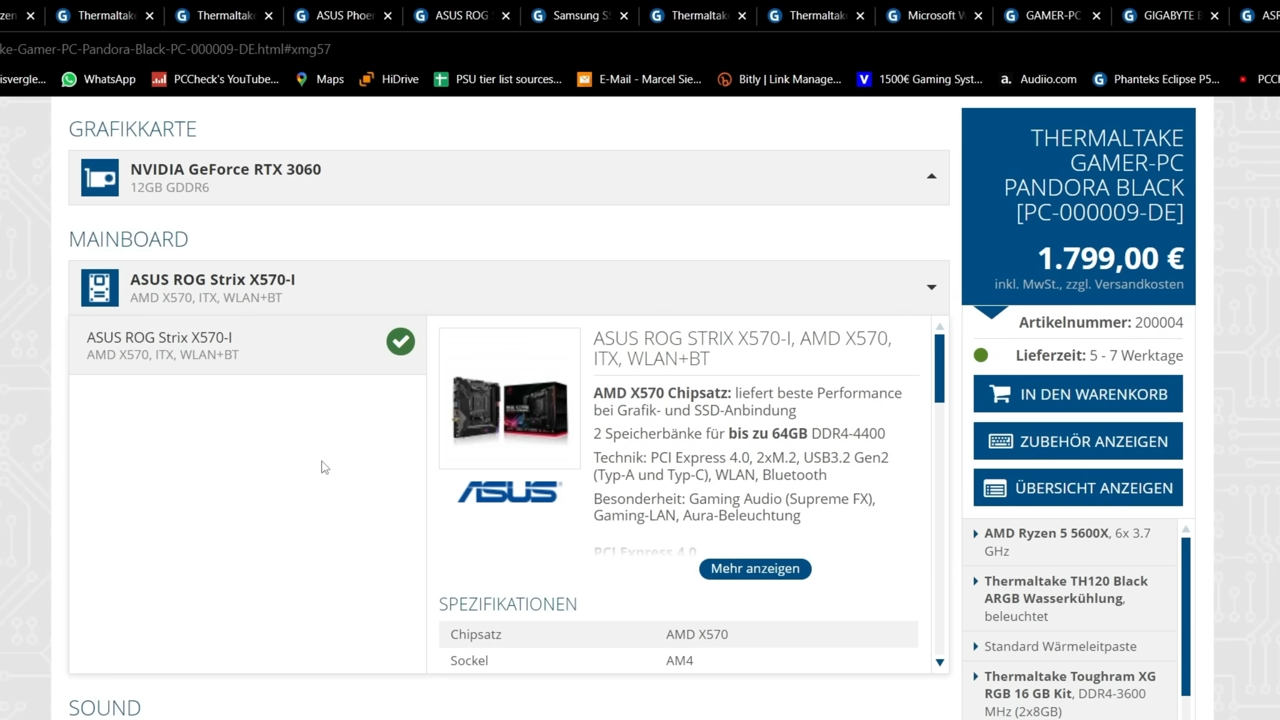 zen
Thermaltake
Thermaltak
ASUS Phoe
ASUS ROG
Samsung S
Thermaltak
Thermaltak
Microsoft W
GAMER-PC
GIGABYTE
ke-Gamer-PC-Pandora-Black-PC-000009-DE.html#xmg57
isvergle...
WhatsApp
PCCheck's YouTube...
Maps
HiDrive
PSU tier list sources...
E-Mail - Marcel Sie...
Bitly | Link Manage...
1500€ Gaming Syst...
a. Audiio.com
Phanteks Eclipse P5...
GRAFIKKARTE
NVIDIA GeForce RTX 3060
12GB GDDR6
MAINBOARD
ASUS ROG Strix X570-I
AMD X570, ITX, WLAN+BT
ASUS ROG Strix X570-I
AMD X570, ITX, WLAN+BT
ASUS ROG STRIX X570-I, AMD X570,
ITX, WLAN+BT
AMD X570 Chipsatz: liefert beste Performance
bei Grafik- und SSD-Anbindung
2 Speicherbänke für bis zu 64GB DDR4-4400
Technik: PCI Express 4.0, 2xM.2, USB3.2 Gen2
(Typ-A und Typ-C), WLAN, Bluetooth
Besonderheit: Gaming Audio (Supreme FX),
Gaming-LAN, Aura-Beleuchtung
PCI Express 4.0
Mehr anzeigen
ASUS
SPEZIFIKATIONEN
Chipsatz AMD X570
Sockel AM4
SOUND
THERMALTAKE
GAMER-PC
PANDORA BLACK
[PC-000009-DE]
1.799,00 €
inkl. MwSt., zzgl. Versandkosten
Artikelnummer: 200004
Lieferzeit: 5 - 7 Werktage
IN DEN WARENKORB
ZUBEHÖR ANZEIGEN
ÜBERSICHT ANZEIGEN
AMD Ryzen 5 5600X, 6x 3.7
GHz
Thermaltake TH120 Black
ARGB Wasserkühlung,
beleuchtet
Standard Wärmeleitpaste
Thermaltake Toughram XG
RGB 16 GB Kit, DDR4-3600
MHz (2x8GB)